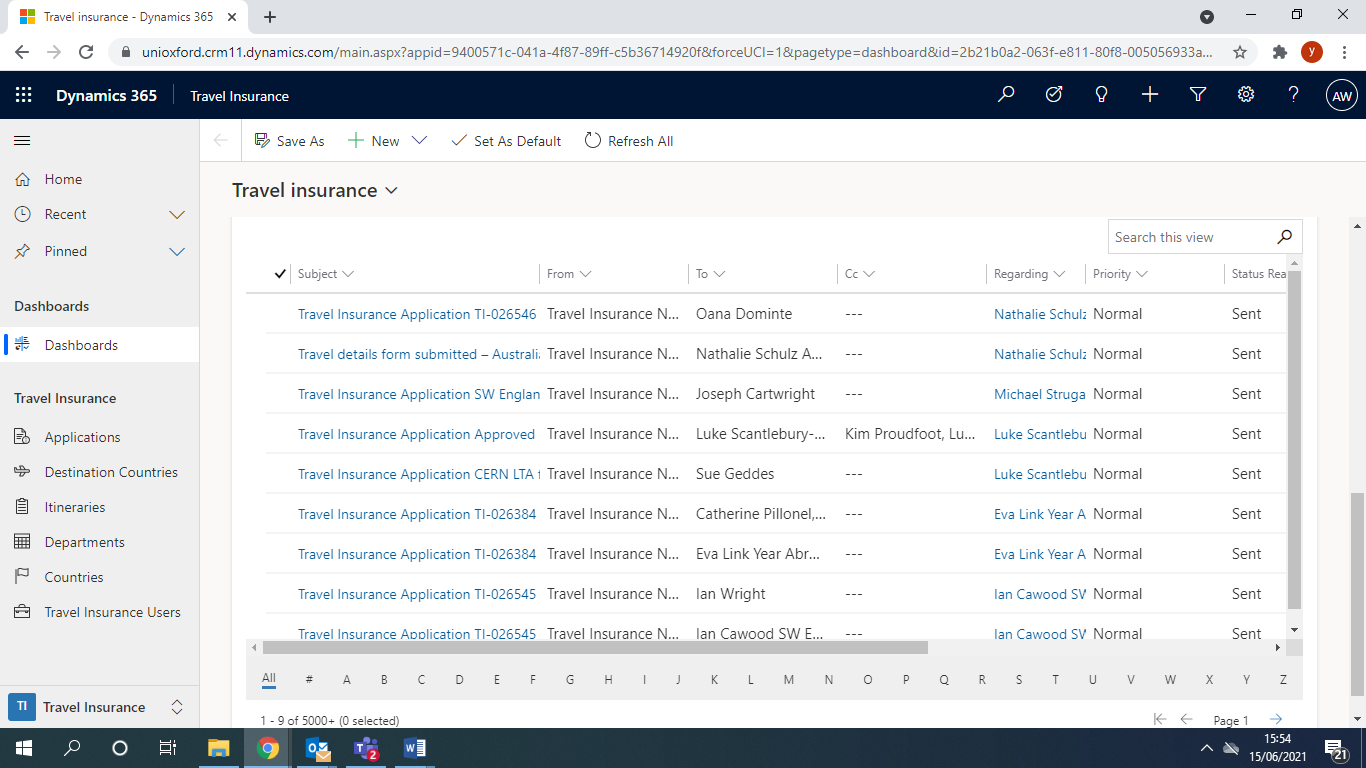 Travel insurance - Dynamics 365
unioxford.crm11.dynamics.com/main.aspx?appid=9400571c-041a-4f87-89ff-c5b36714920f&forceUCI=1&pagetype=dashboard&id=2b21b0a2-063f-e811-80f8-005056933a...
y
Dynamics 365 Travel Insurance
AW
Save As New Set As Default Refresh All
Home
Recent
Pinned
Dashboards
Dashboards
Travel Insurance
Applications
Destination Countries
Itineraries
Departments
Countries
Travel Insurance Users
TI Travel Insurance
Travel insurance
Search this view
Subject From To Cc Regarding Priority Status Rea
Travel Insurance Application TI-026546 Travel Insurance N... Oana Dominte --- Nathalie Schulz Normal Sent
Travel details form submitted – Australi Travel Insurance N... Nathalie Schulz A... --- Nathalie Schulz Normal Sent
Travel Insurance Application SW Englan Travel Insurance N... Joseph Cartwright --- Michael Struga Normal Sent
Travel Insurance Application Approved Travel Insurance N... Luke Scantlebury-... Kim Proudfoot, Lu... Luke Scantlebu Normal Sent
Travel Insurance Application CERN LTA Travel Insurance N... Sue Geddes --- Luke Scantlebu Normal Sent
Travel Insurance Application TI-026384 Travel Insurance N... Catherine Pillonel,... --- Eva Link Year A Normal Sent
Travel Insurance Application TI-026384 Travel Insurance N... Eva Link Year Abr... --- Eva Link Year A Normal Sent
Travel Insurance Application TI-026545 Travel Insurance N... Ian Wright --- Ian Cawood SW Normal Sent
Travel Insurance Application TI-026545 Travel Insurance N... Ian Cawood SW E... --- Ian Cawood SW Normal Sent
All # A B C D E F G H I J K L M N O P Q R S T U V W X Y Z
1 - 9 of 5000+ (0 selected) Page 1
2
15:54
15/06/2021
21